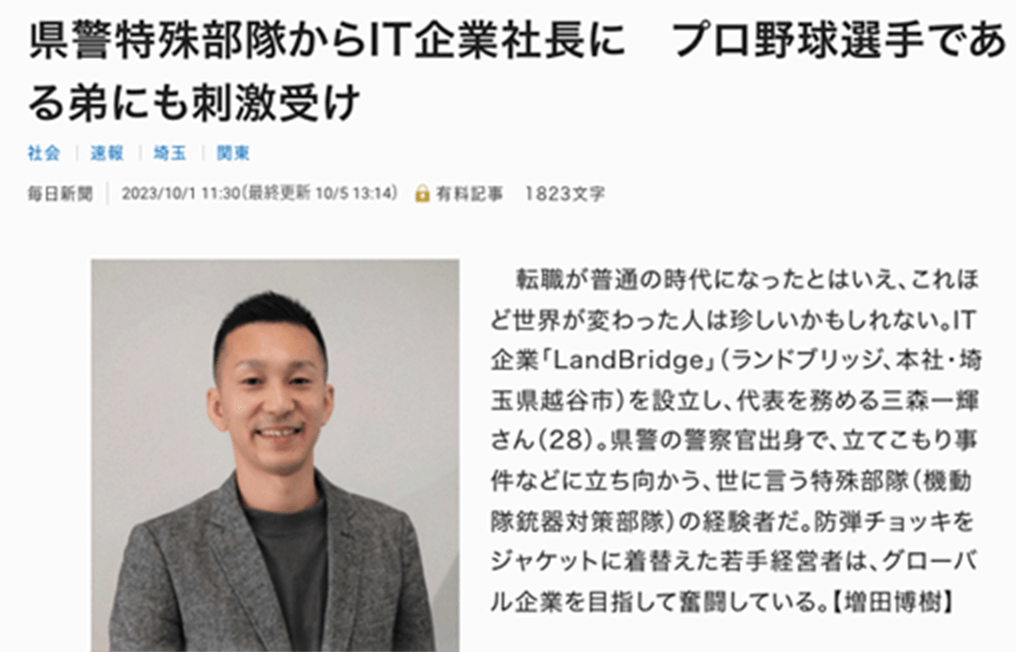 県警特殊部隊からIT企業社長に　プロ野球選手であ
る弟にも刺激受け
社会｜速報｜埼玉｜関東
毎日新聞｜2023/10/1 11:30（最終更新 10/5 13:14）　有料記事　1823文字
　転職が普通の時代になったとはいえ、これほ
ど世界が変わった人は珍しいかもしれない。IT
企業「LandBridge」（ランドブリッジ、本社・埼
玉県越谷市）を設立し、代表を務める三森一輝
さん（28）。県警の警察官出身で、立てこもり事
件などに立ち向かう、世に言う特殊部隊（機動
隊銃器対策部隊）の経験者だ。防弾チョッキを
ジャケットに着替えた若手経営者は、グローバ
ル企業を目指して奮闘している。【増田博樹】